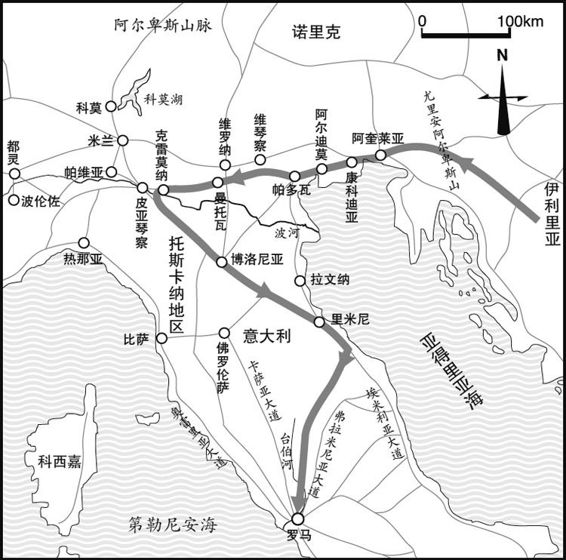 阿尔卑斯山脉
诺里克
0 100km
N
科莫
科莫湖
米兰
都灵
帕维亚
波伦佐
克雷莫纳
皮亚琴察
维罗纳
维琴察
曼托瓦
帕多瓦
阿尔迪莫
康科迪亚
阿奎莱亚
尤里安阿尔卑斯山
伊利里亚
波河
热那亚
托斯卡纳地区
博洛尼亚
拉文纳
里米尼
比萨
佛罗伦萨
意大利
亚得里亚海
卡萨亚大道
奥雷里亚大道
台伯河
弗拉米尼亚大道
埃米利亚大道
科西嘉
第勒尼安海
罗马